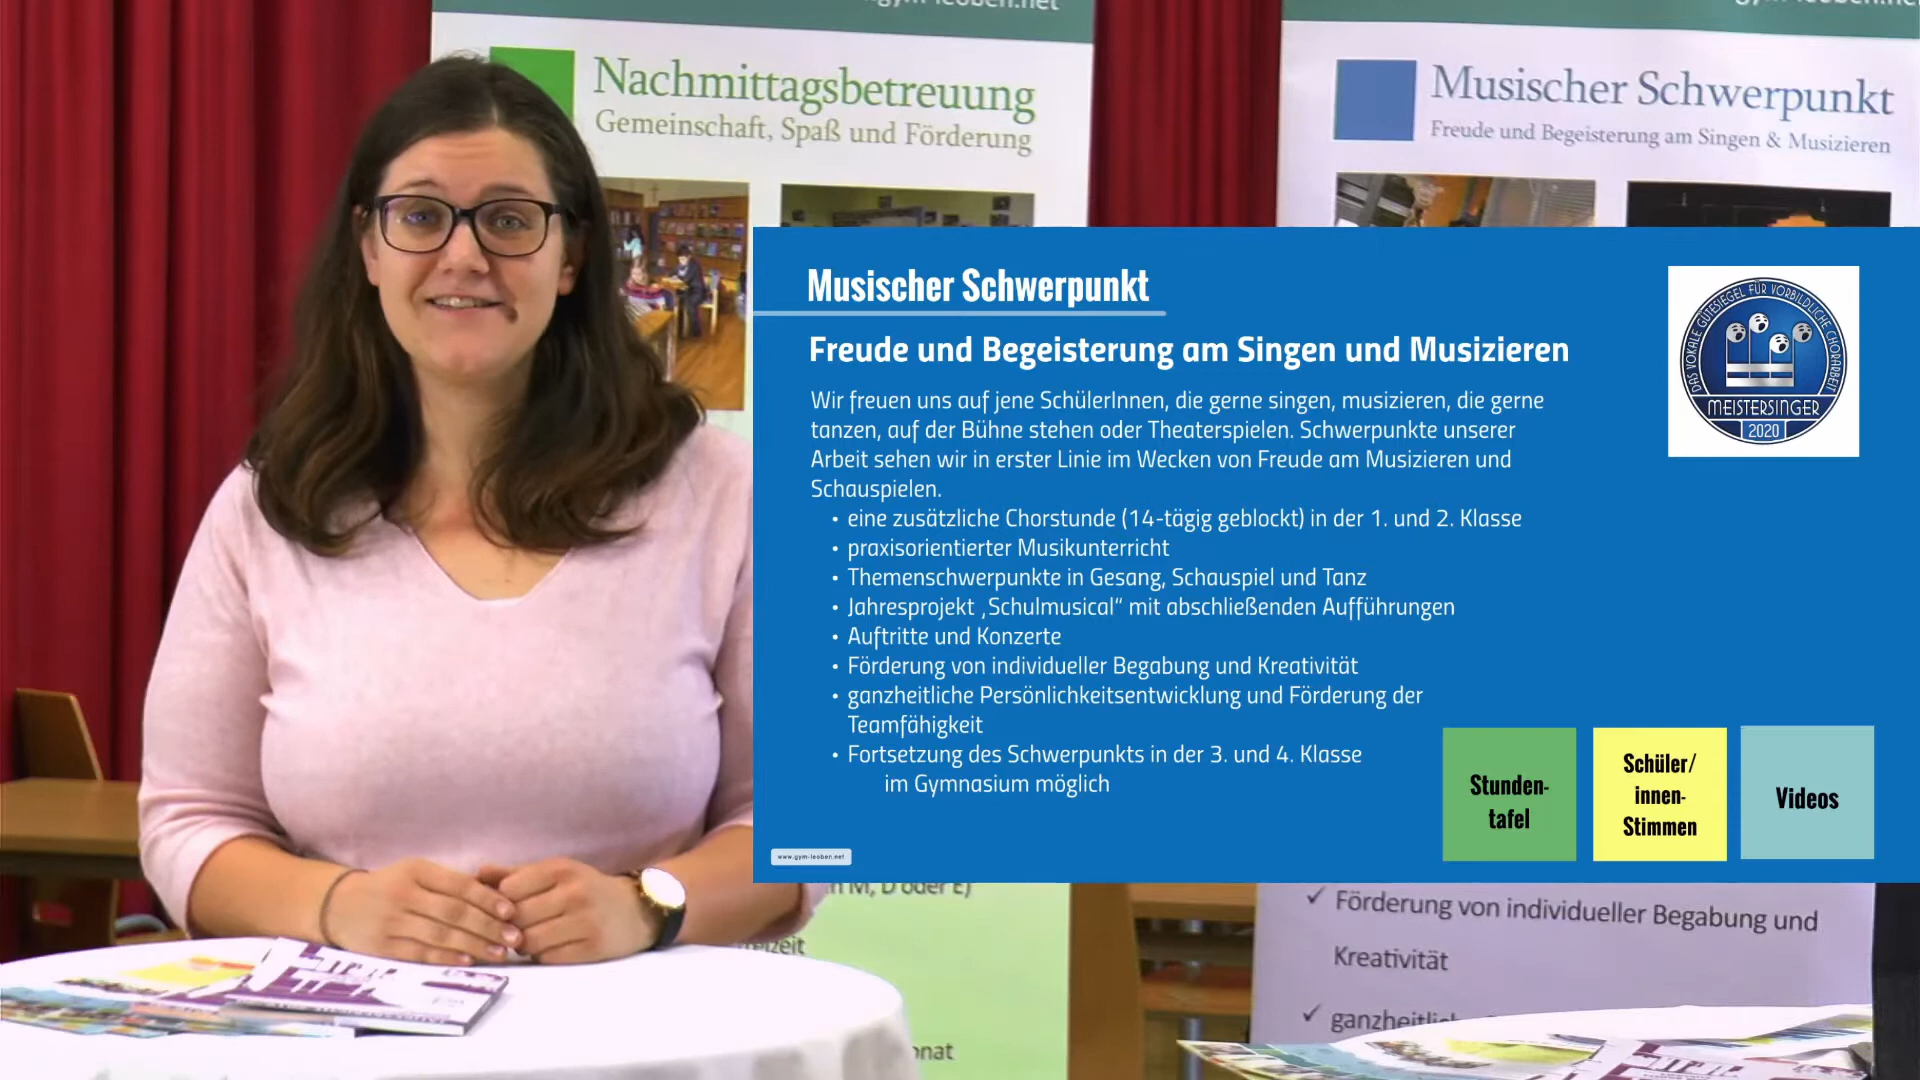 Nachmittagsbetreuung
Gemeinschaft, Spaß und Förderung
Musischer Schwerpunkt
Freude und Begeisterung am Singen & Musizieren
Musischer Schwerpunkt
Freude und Begeisterung am Singen und Musizieren
Wir freuen uns auf jene SchülerInnen, die gerne singen, musizieren, die gerne
tanzen, auf der Bühne stehen oder Theaterspielen. Schwerpunkte unserer
Arbeit sehen wir in erster Linie im Wecken von Freude am Musizieren und
Schauspielen.
• eine zusätzliche Chorstunde (14-tägig geblockt) in der 1. und 2. Klasse
• praxisorientierter Musikunterricht
• Themenschwerpunkte in Gesang, Schauspiel und Tanz
• Jahresprojekt ‚Schulmusical“ mit abschließenden Aufführungen
• Auftritte und Konzerte
• Förderung von individueller Begabung und Kreativität
• ganzheitliche Persönlichkeitsentwicklung und Förderung der
Teamfähigkeit
• Fortsetzung des Schwerpunkts in der 3. und 4. Klasse
im Gymnasium möglich
DAS VOKALE GÜTESIEGEL FÜR VORBILDLICHE CHORARBEIT
MEISTERSINGER
2020
Stunden-
tafel
Schüler/
innen-
Stimmen
Videos
www.gym-leoben.net
M, D oder E)
✓ Förderung von individueller Begabung und
Kreativität
✓